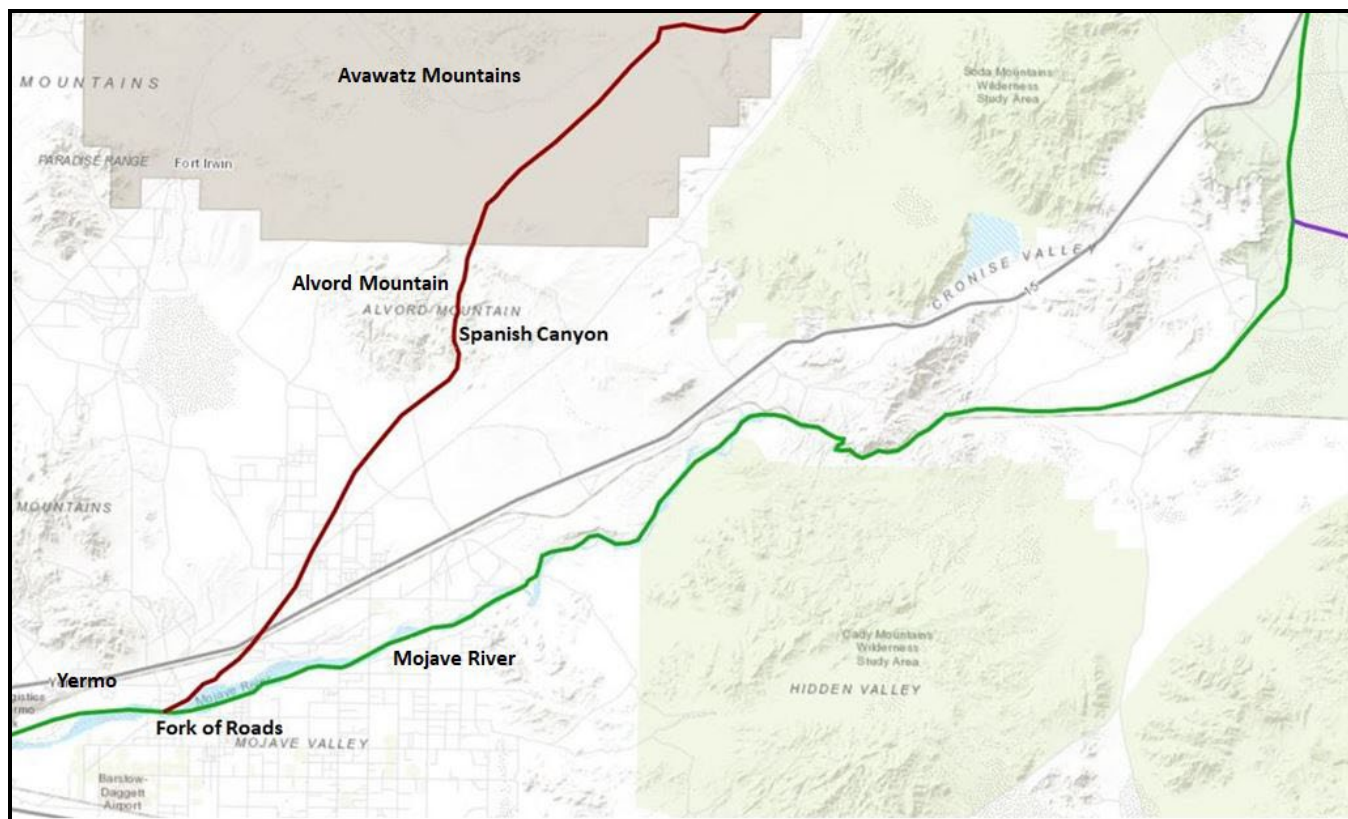 Avawatz Mountains
MOUNTAINS
Soda Mountains
Wilderness
Study Area
PARADISE RANGE
Fort Irwin
CRONISE VALLEY
Alvord Mountain
ALVORD MOUNTAIN
15
Spanish Canyon
MOUNTAINS
Cady Mountains
Wilderness
Study Area
Mojave River
HIDDEN VALLEY
Yermo
Mojave River
Fork of Roads
MOJAVE VALLEY
Barstow-
Daggett
Airport